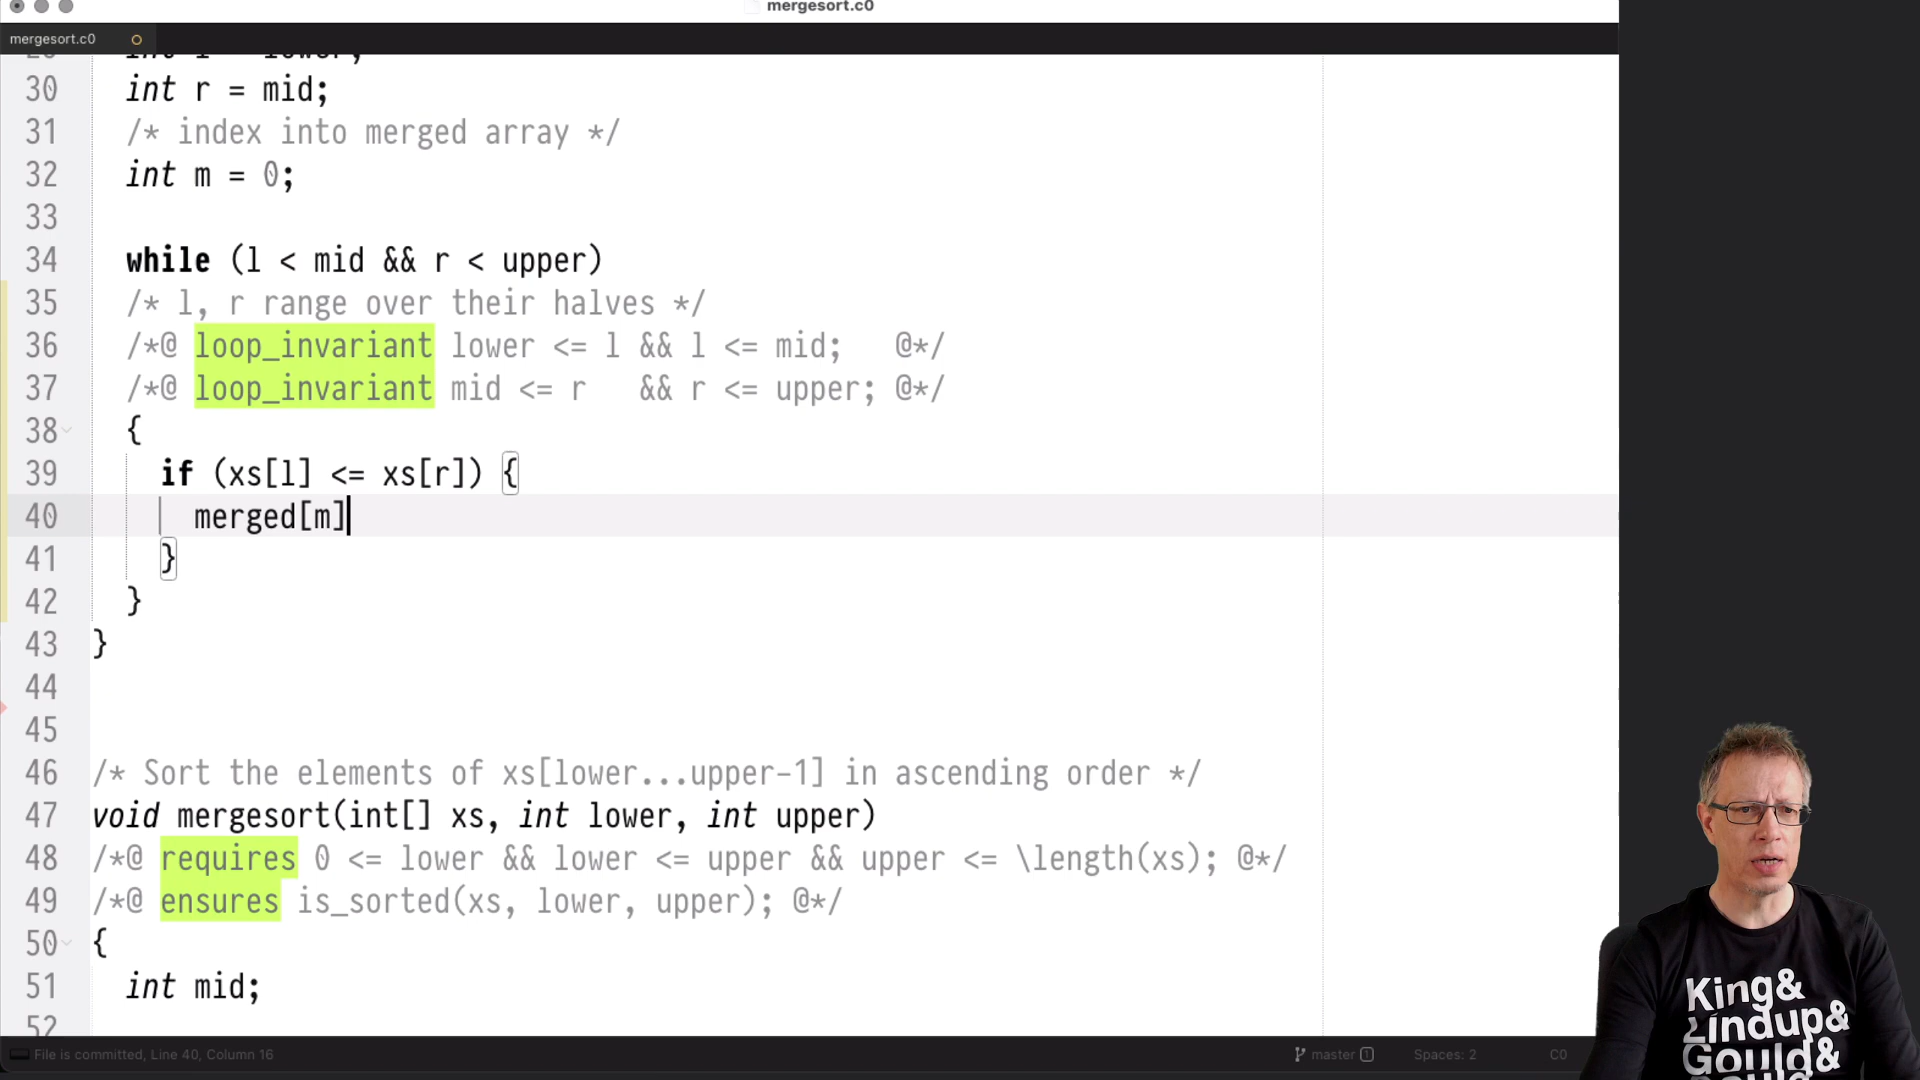 mergesort.c0
mergesort.c0
30 int r = mid;
31 /* index into merged array */
32 int m = 0;
33
34 while (l < mid && r < upper)
35 /* l, r range over their halves */
36 /*@ loop_invariant lower <= l && l <= mid;   @*/
37 /*@ loop_invariant mid <= r   && r <= upper; @*/
38 {
39 if (xs[l] <= xs[r]) {
40 merged[m]
41 }
42 }
43 }
44
45
46 /* Sort the elements of xs[lower...upper-1] in ascending order */
47 void mergesort(int[] xs, int lower, int upper)
48 /*@ requires 0 <= lower && lower <= upper && upper <= \length(xs); @*/
49 /*@ ensures is_sorted(xs, lower, upper); @*/
50 {
51 int mid;
52
File is committed, Line 40, Column 16
master 1
Spaces: 2
C0
King&
Lindup&
Gould&